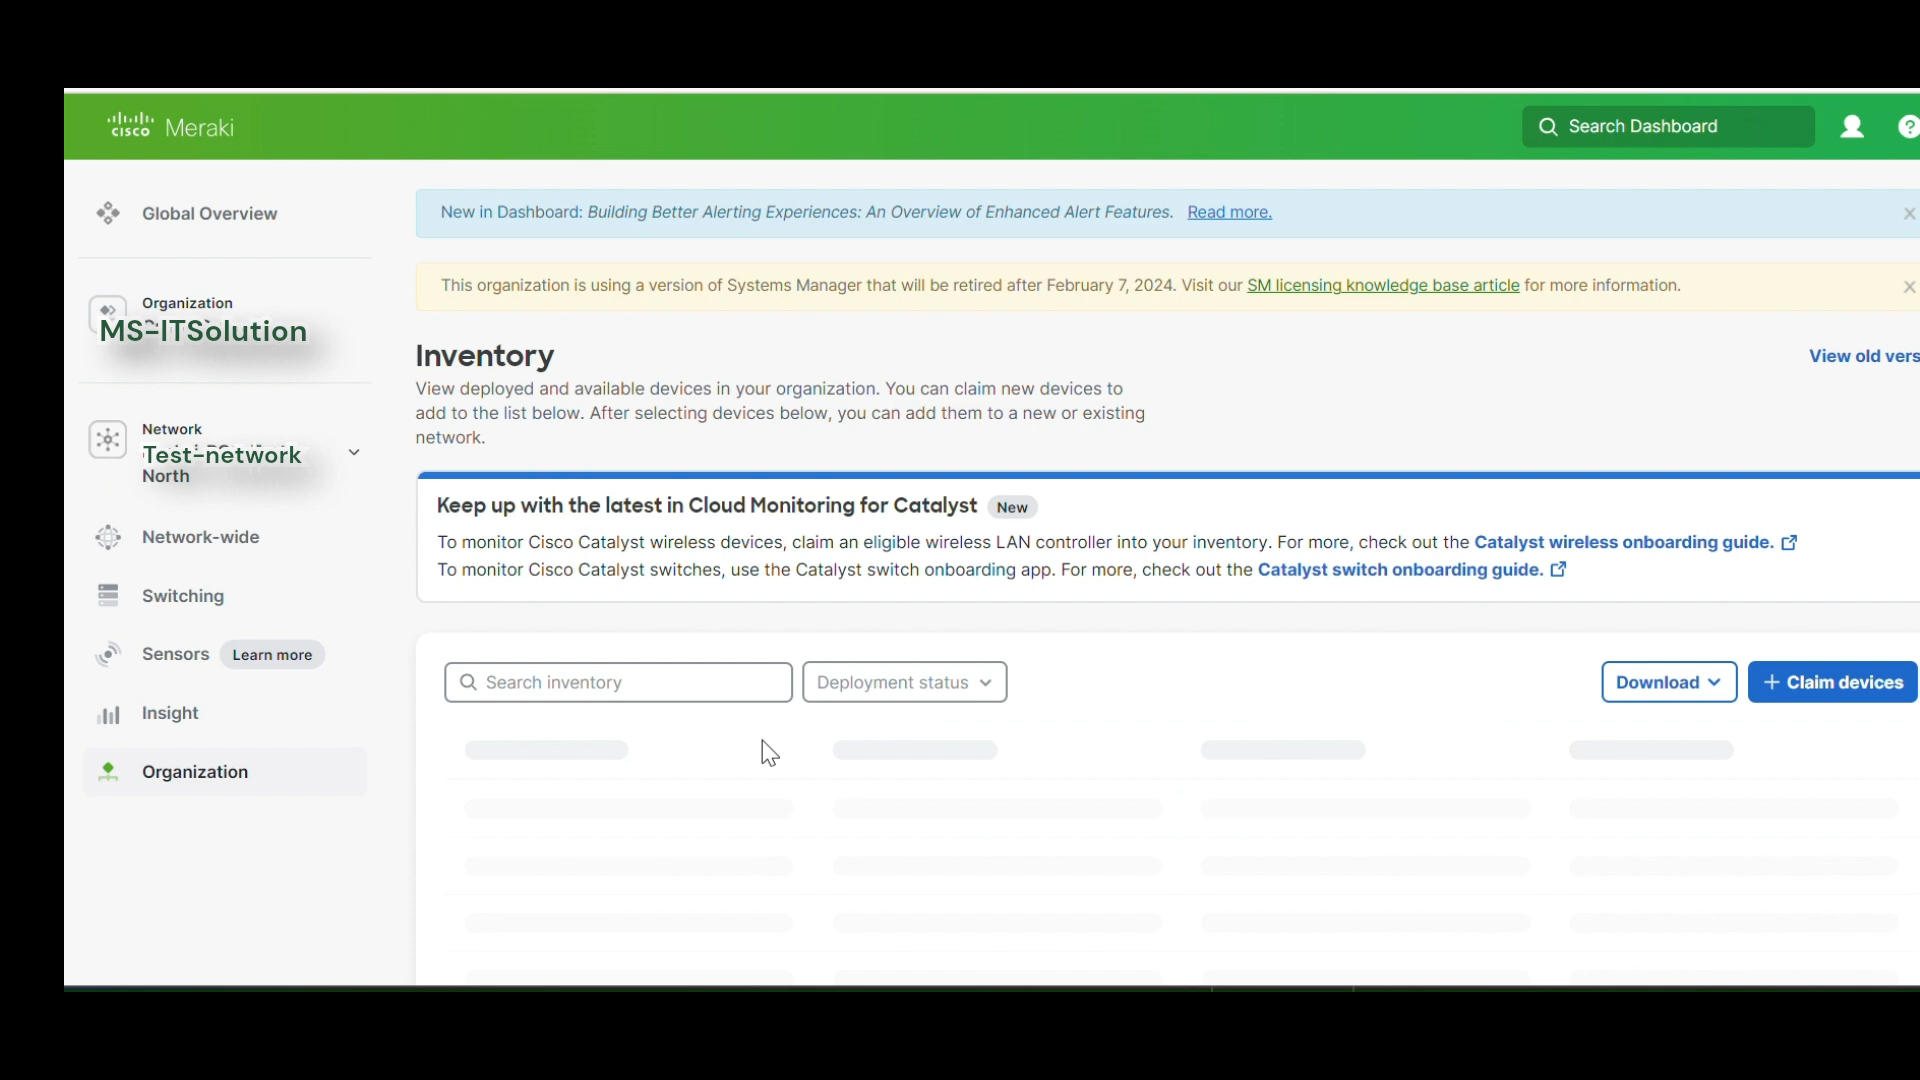 cisco Meraki
Search Dashboard
?
Global Overview
New in Dashboard: Building Better Alerting Experiences: An Overview of Enhanced Alert Features. Read more.
This organization is using a version of Systems Manager that will be retired after February 7, 2024. Visit our SM licensing knowledge base article for more information.
Organization
MS-ITSolution
Inventory
View old vers
View deployed and available devices in your organization. You can claim new devices to
add to the list below. After selecting devices below, you can add them to a new or existing
network.
Network
Test-network
North
Keep up with the latest in Cloud Monitoring for Catalyst New
To monitor Cisco Catalyst wireless devices, claim an eligible wireless LAN controller into your inventory. For more, check out the Catalyst wireless onboarding guide.
To monitor Cisco Catalyst switches, use the Catalyst switch onboarding app. For more, check out the Catalyst switch onboarding guide.
Network-wide
Switching
Sensors Learn more
Insight
Organization
Search inventory
Deployment status
Download
+ Claim devices